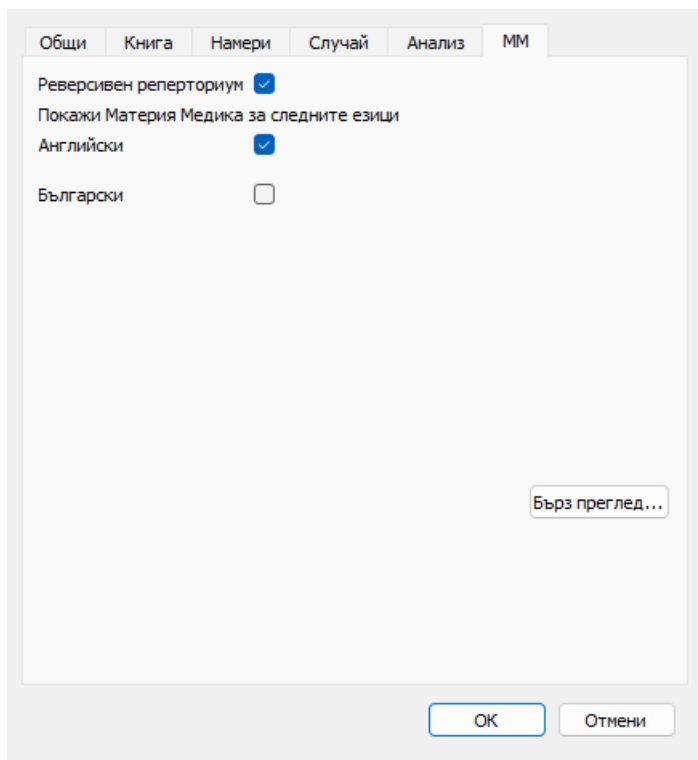 Общи Книга Намери Случай Анализ ММ
Реверсивен реперториум
Покажи Материя Медика за следните езици
Английски
Български
Бърз преглед...
OK Отмени